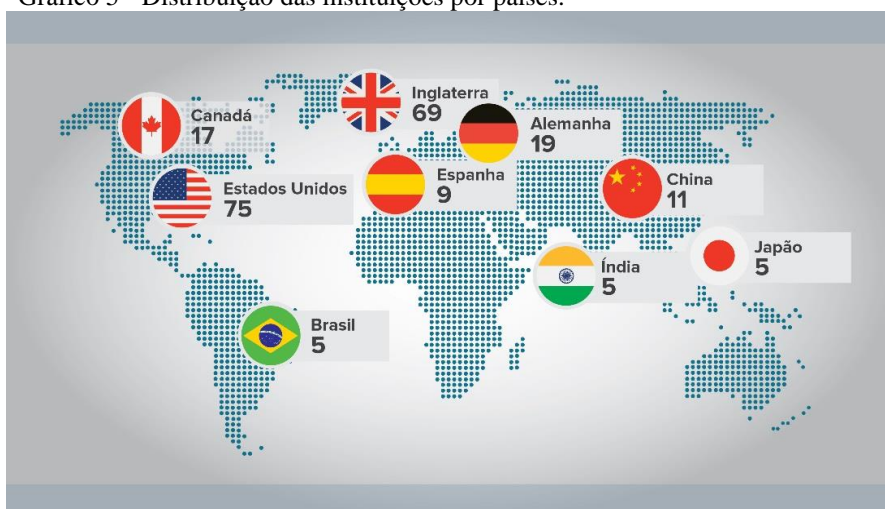 Gráfico 3 - Distribuição das instituições por países.
Canadá
17
Inglaterra
69
Alemanha
19
Estados Unidos
75
Espanha
9
China
11
Índia
5
Japão
5
Brasil
5